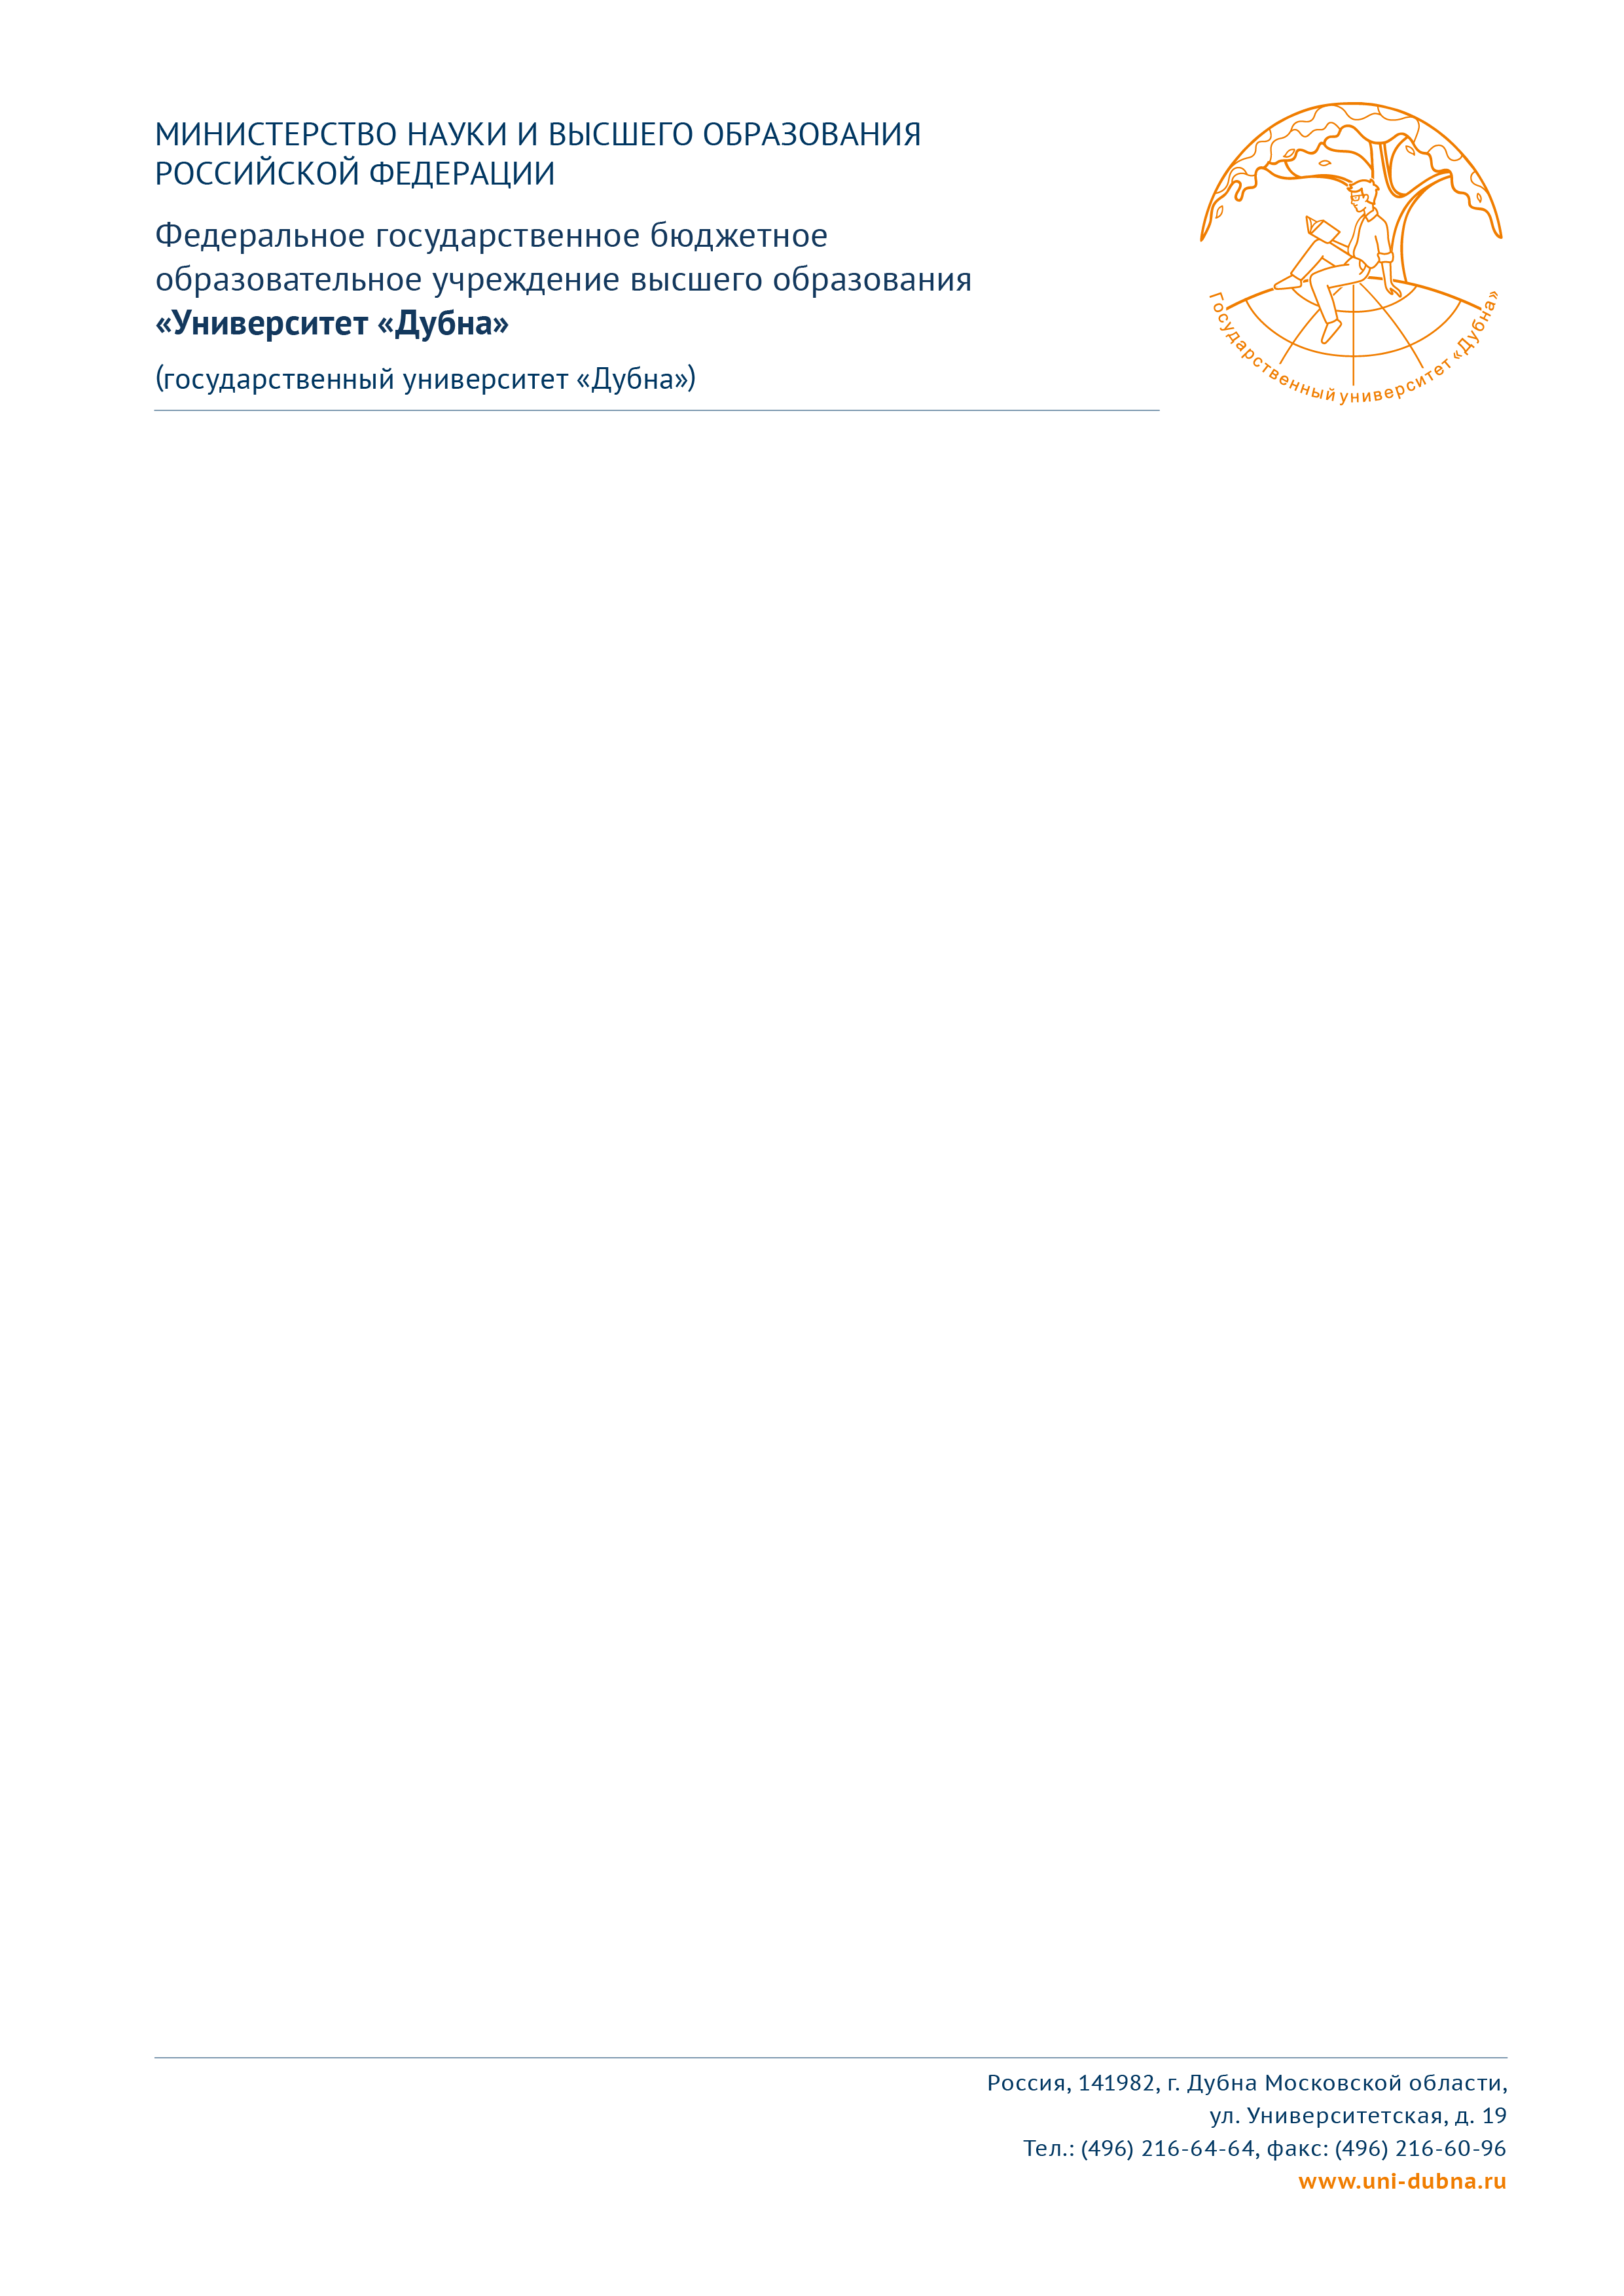 МИНИСТЕРСТВО НАУКИ И ВЫСШЕГО ОБРАЗОВАНИЯ
РОССИЙСКОЙ ФЕДЕРАЦИИ
Федеральное государственное бюджетное
образовательное учреждение высшего образования
«Университет «Дубна»
(государственный университет «Дубна»)
Государственный университет «Дубна»
Россия, 141982, г. Дубна Московской области,
ул. Университетская, д. 19
Тел.: (496) 216-64-64, факс: (496) 216-60-96
www.uni-dubna.ru